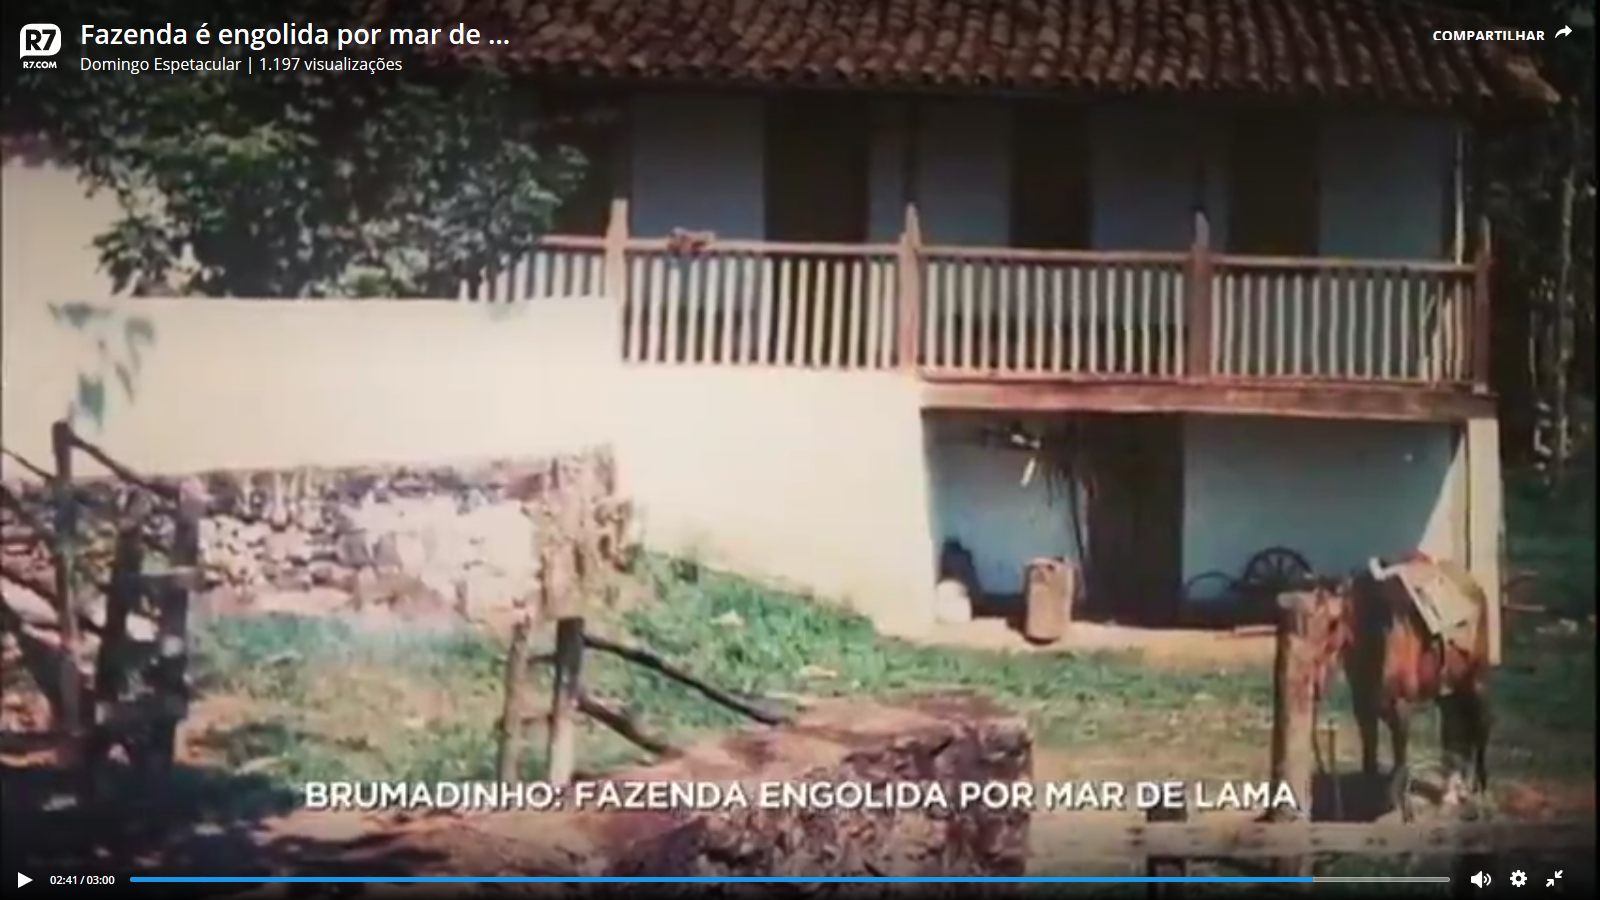 R7
R7.COM
Fazenda é engolida por mar de ...
Domingo Espetacular | 1.197 visualizações
COMPARTILHAR
BRUMADINHO: FAZENDA ENGOLIDA POR MAR DE LAMA
02:41 / 03:00